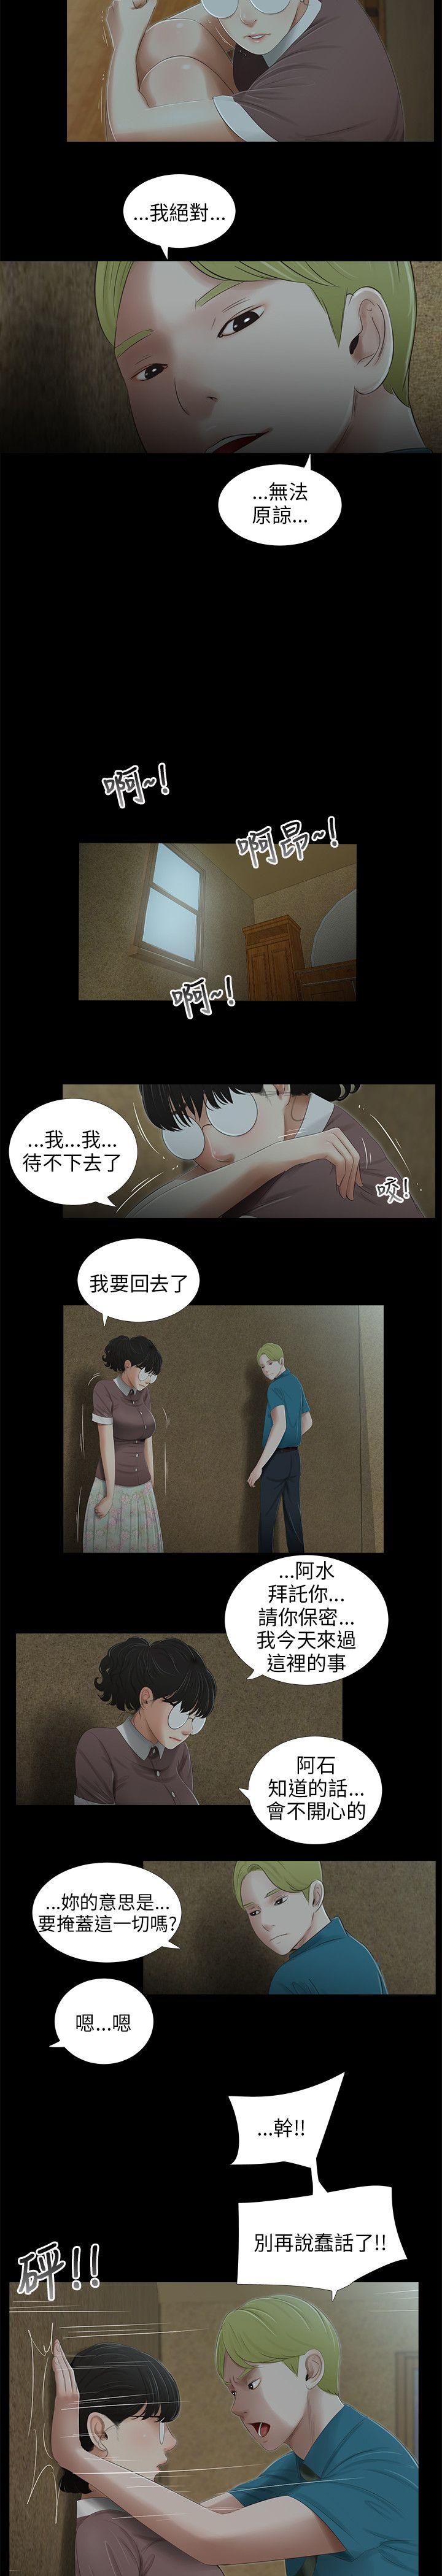 ...我絕對...
...無法
原諒...
啊~!
啊昂~!
啊~!
...我...我...
待不下去了
咬!
我要回去了
...阿水
拜託你...
請你保密...
我今天來過
這裡的事
阿石
知道的話...
會不開心的
...妳的意思是...
要掩蓋這一切嗎?
嗯...嗯
...幹!!
別再說蠢話了!!
砰!!